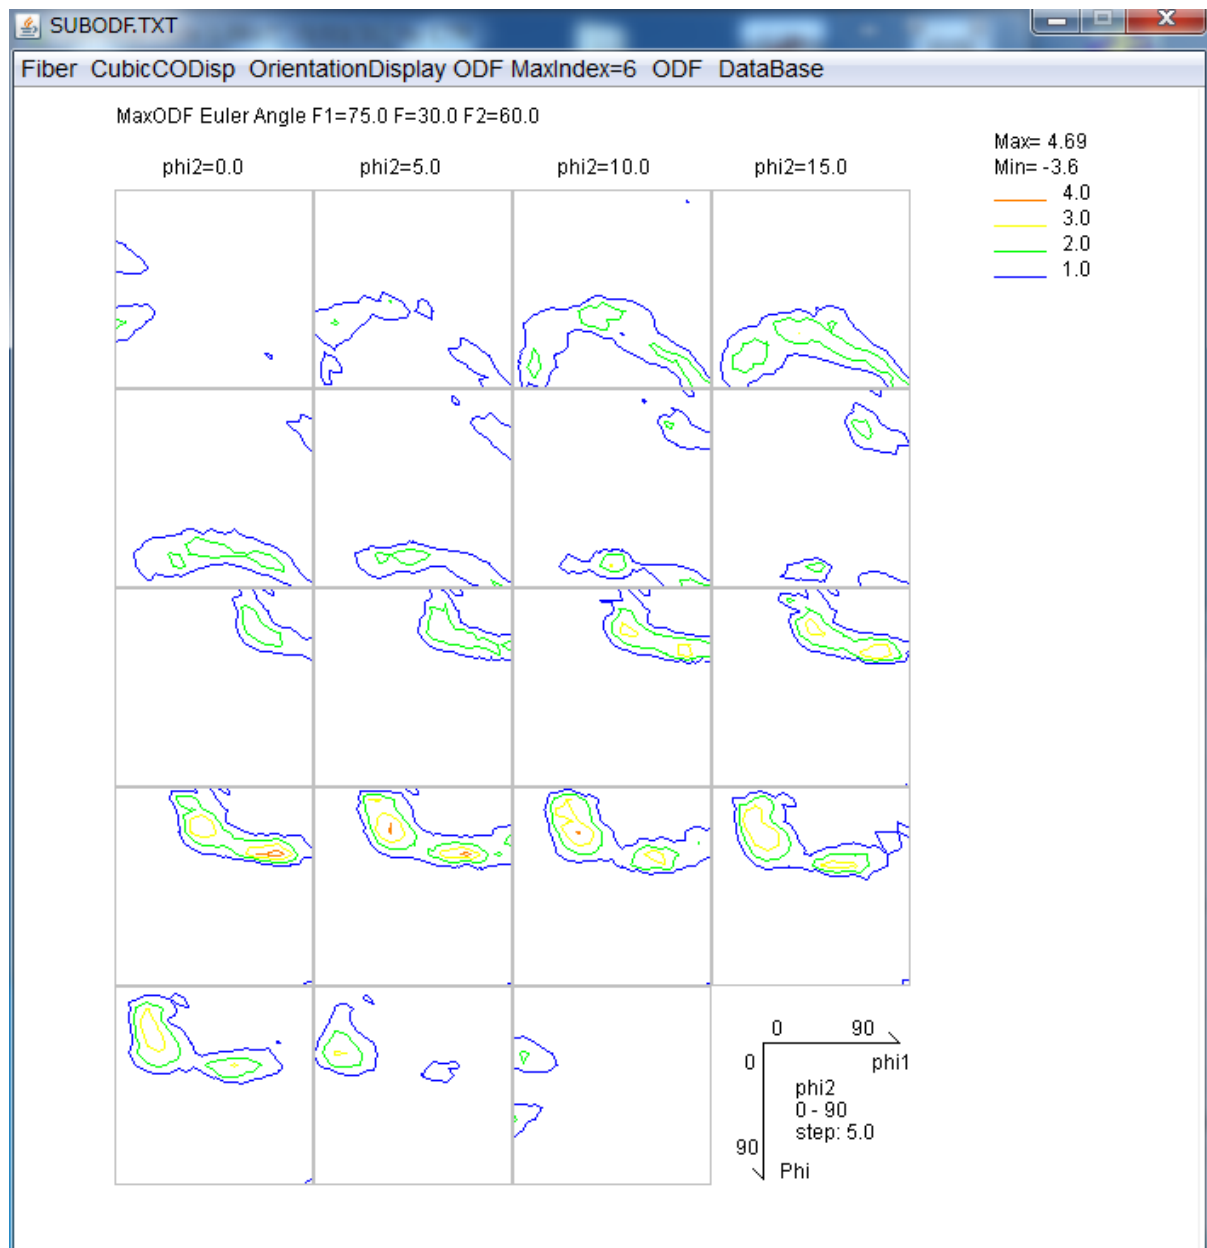 SUBODF.TXT
Fiber CubicCODisp OrientationDisplay ODF MaxIndex=6 ODF DataBase
MaxODF Euler Angle F1=75.0 F=30.0 F2=60.0
phi2=0.0 phi2=5.0 phi2=10.0 phi2=15.0
Max= 4.69
Min= -3.6
4.0
3.0
2.0
1.0
0 90
0 phi1
phi2
0 - 90
step: 5.0
90
Phi